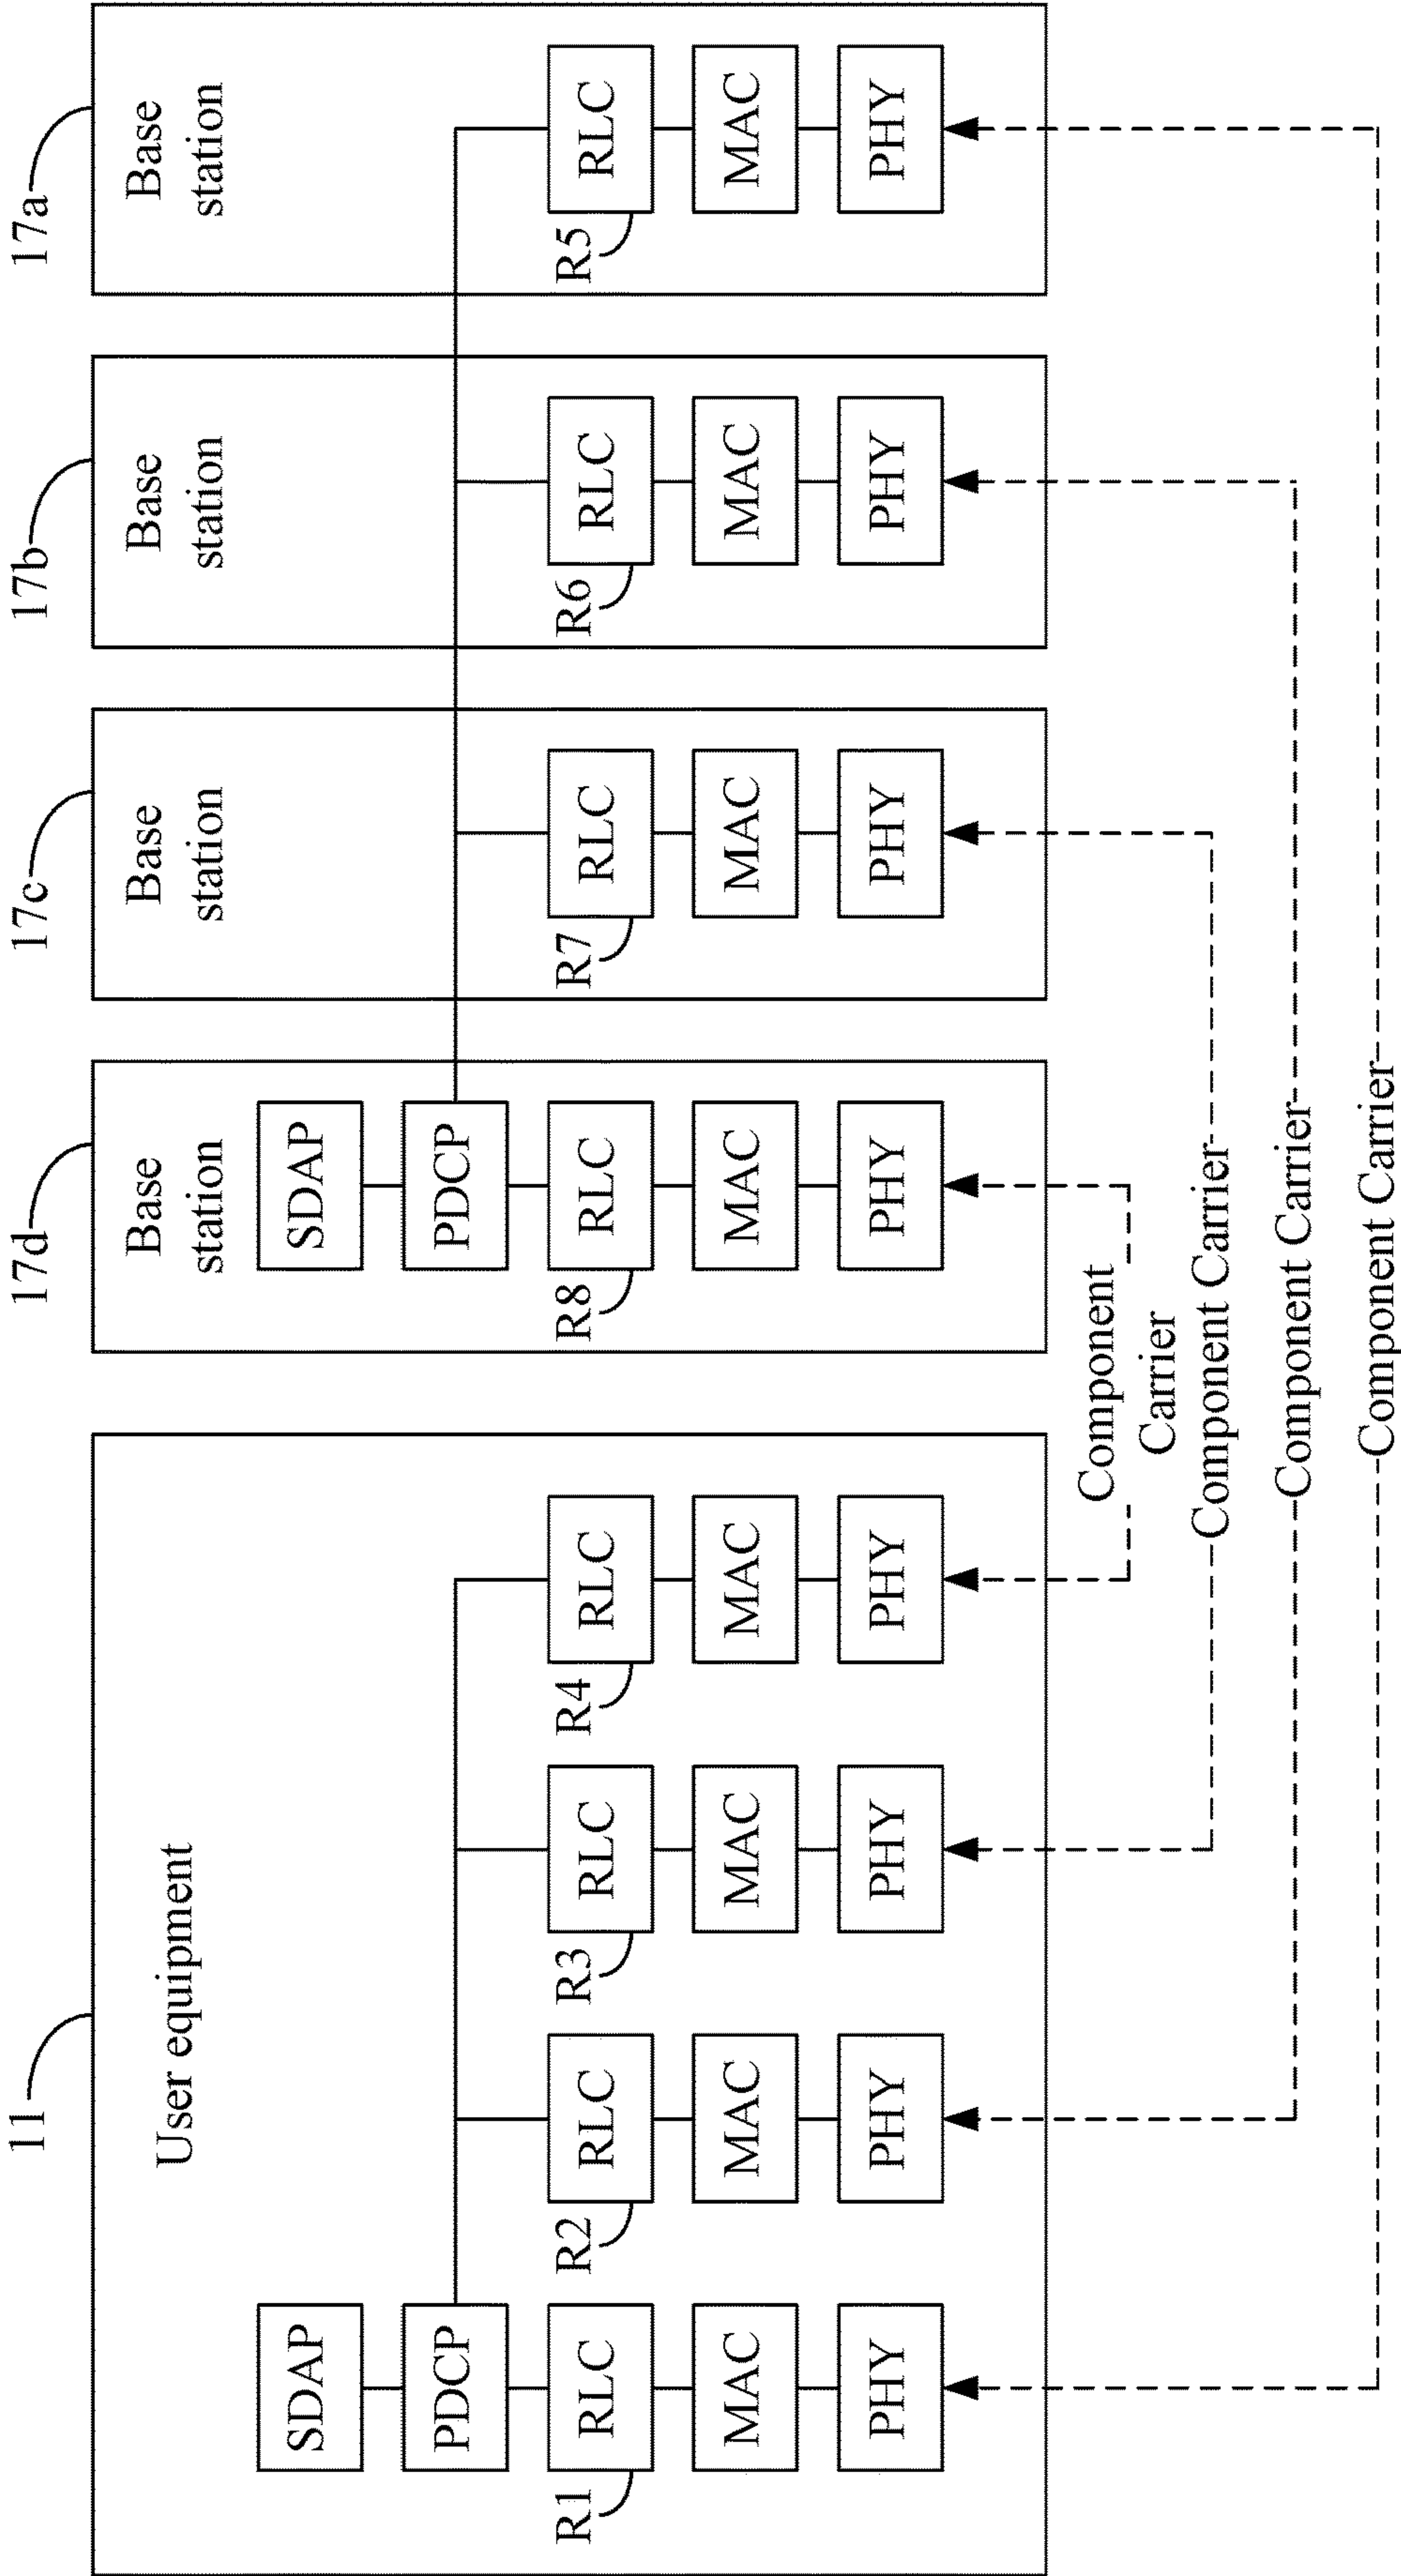 11
17d
17c
17b
17a
User equipment
Base
station
Base
station
Base
station
Base
station
SDAP
SDAP
PDCP
PDCP
R1
RLC
R2
RLC
R3
RLC
R4
RLC
R8
RLC
R7
RLC
R6
RLC
R5
RLC
MAC
MAC
MAC
MAC
MAC
MAC
MAC
MAC
PHY
PHY
PHY
PHY
PHY
PHY
PHY
PHY
Component
Carrier
Component Carrier
Component Carrier
Component Carrier